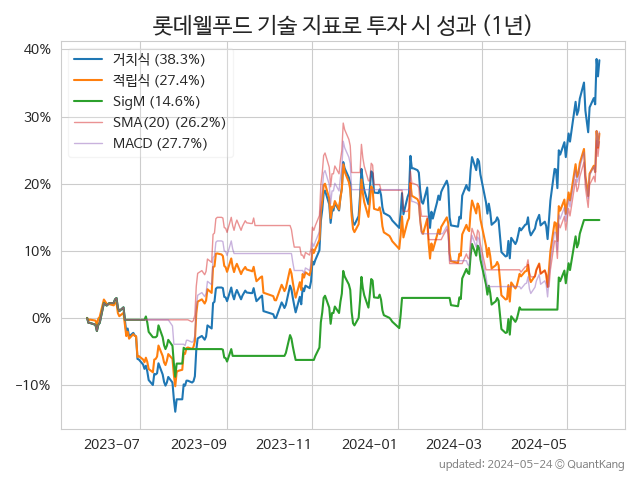 롯데웰푸드 기술 지표로 투자 시 성과 (1년)
거치식 (38.3%)
적립식 (27.4%)
SigM (14.6%)
SMA(20) (26.2%)
MACD (27.7%)
40%
30%
20%
10%
0%
−10%
2023-07 2023-09 2023-11 2024-01 2024-03 2024-05
updated: 2024-05-24 © QuantKang